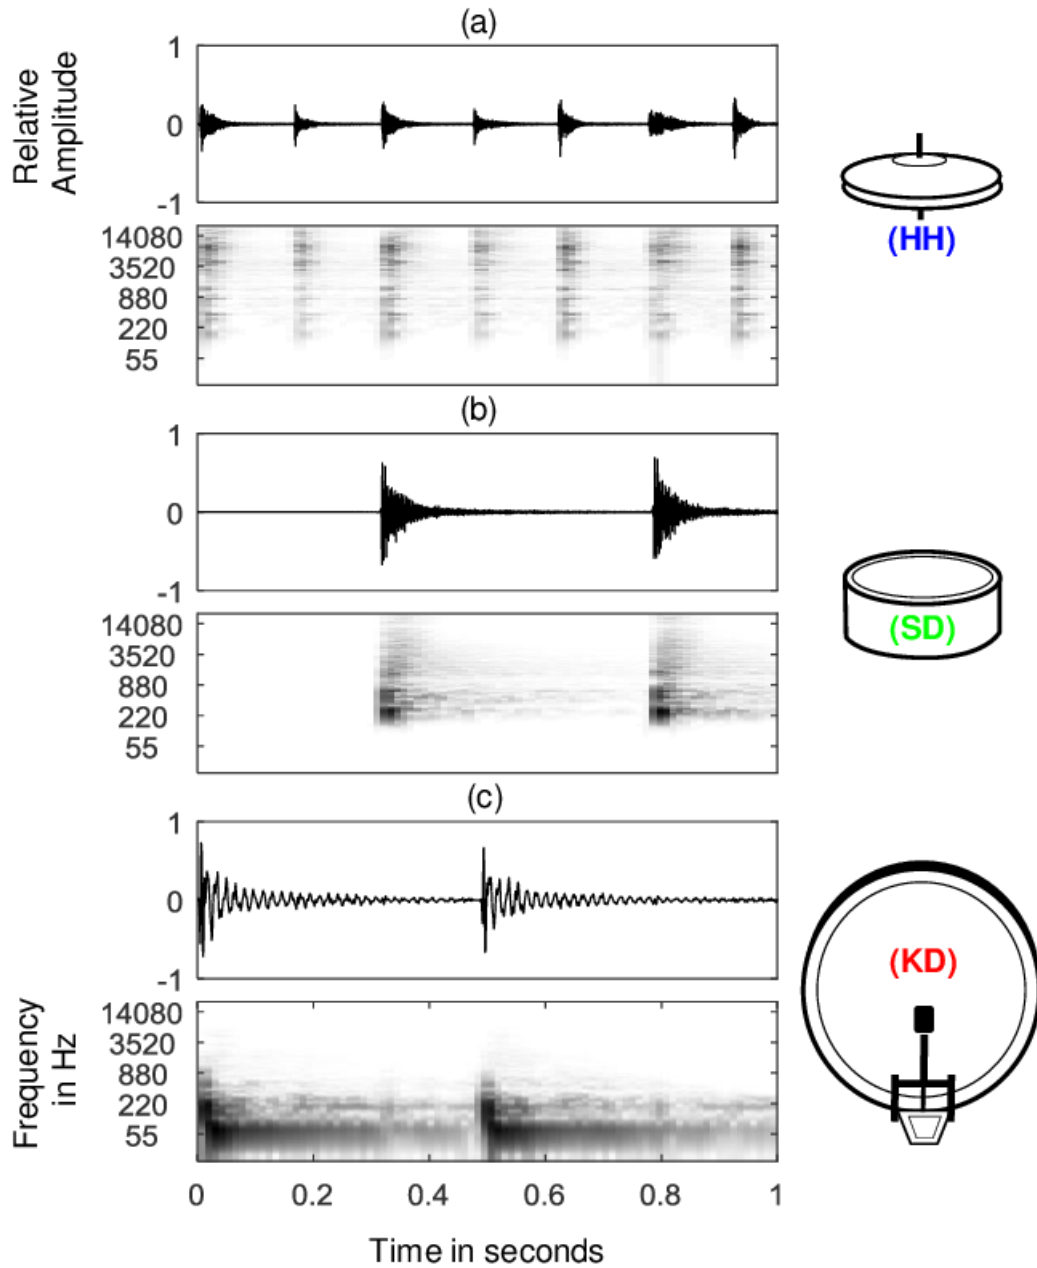 (a)
Relative
Amplitude
1
0
-1
14080
3520
880
220
55
(HH)
(b)
1
0
-1
14080
3520
880
220
55
(SD)
(c)
1
0
-1
(KD)
Frequency
in Hz
14080
3520
880
220
55
0 0.2 0.4 0.6 0.8 1
Time in seconds